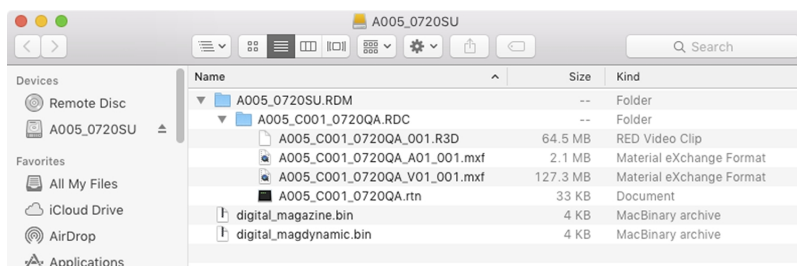 A005_0720SU
Search
Devices
Remote Disc
A005_0720SU
Favorites
All My Files
iCloud Drive
AirDrop
Applications
Name Size Kind
A005_0720SU.RDM -- Folder
A005_C001_0720QA.RDC -- Folder
A005_C001_0720QA_001.R3D 64.5 MB RED Video Clip
A005_C001_0720QA_A01_001.mxf 2.1 MB Material eXchange Format
A005_C001_0720QA_V01_001.mxf 127.3 MB Material eXchange Format
A005_C001_0720QA.rtn 33 KB Document
digital_magazine.bin 4 KB MacBinary archive
digital_magdynamic.bin 4 KB MacBinary archive